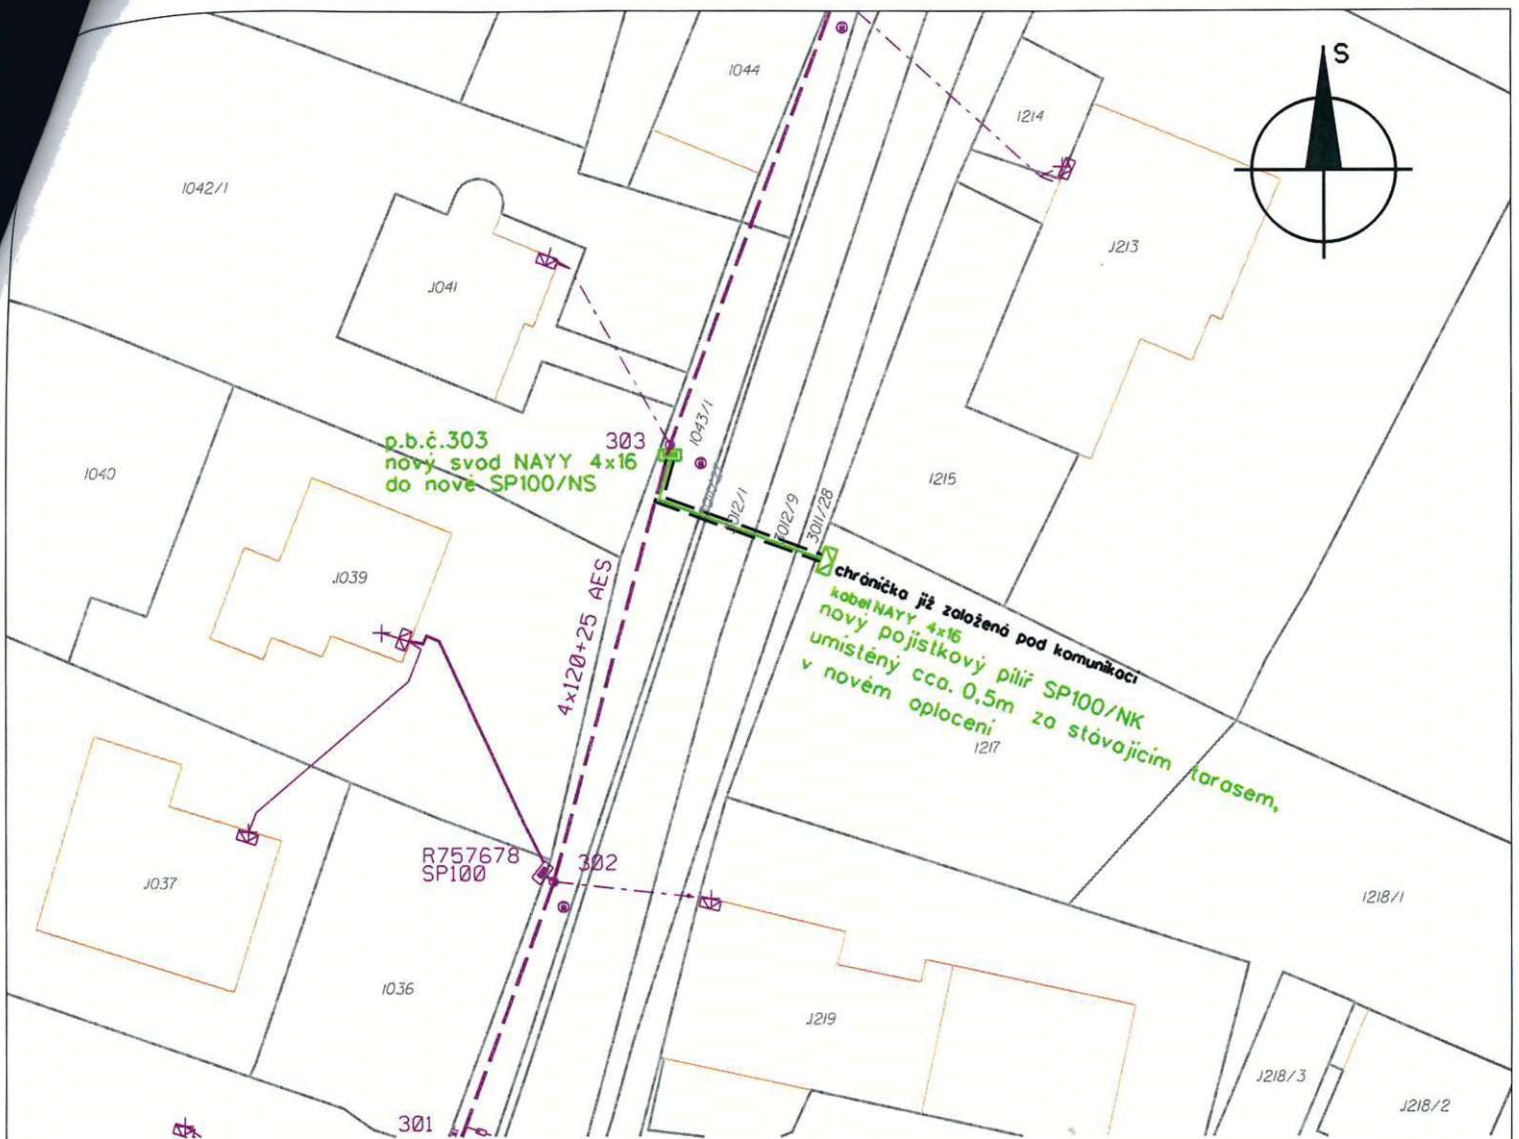 S
1044
1214
1042/1
.1213
.1041
p.b.č.303
303
nový svod NAYY 4x16
do nové SP100/NS
1043/1
1040
1215
3012/9
3011/28
.1039
4x120+25 AES
chránička již založená pod komunikací
kabel NAYY 4x16
nový pojistkový pilíř SP100/NK
umístěný cca. 0,5m za stávajícím tarasem,
v novém oplocení
1217
R757678
SP100
302
.1037
1218/1
1036
.1219
.1218/3
.1218/2
301